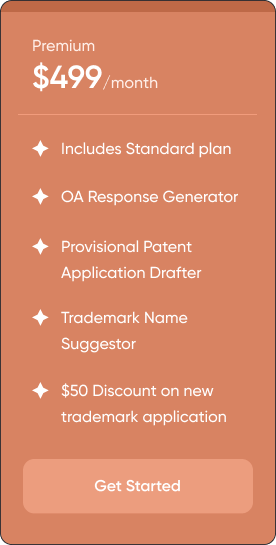 Premium
$499/month
Includes Standard plan
OA Response Generator
Provisional Patent
Application Drafter
Trademark Name
Suggestor
$50 Discount on new
trademark application
Get Started